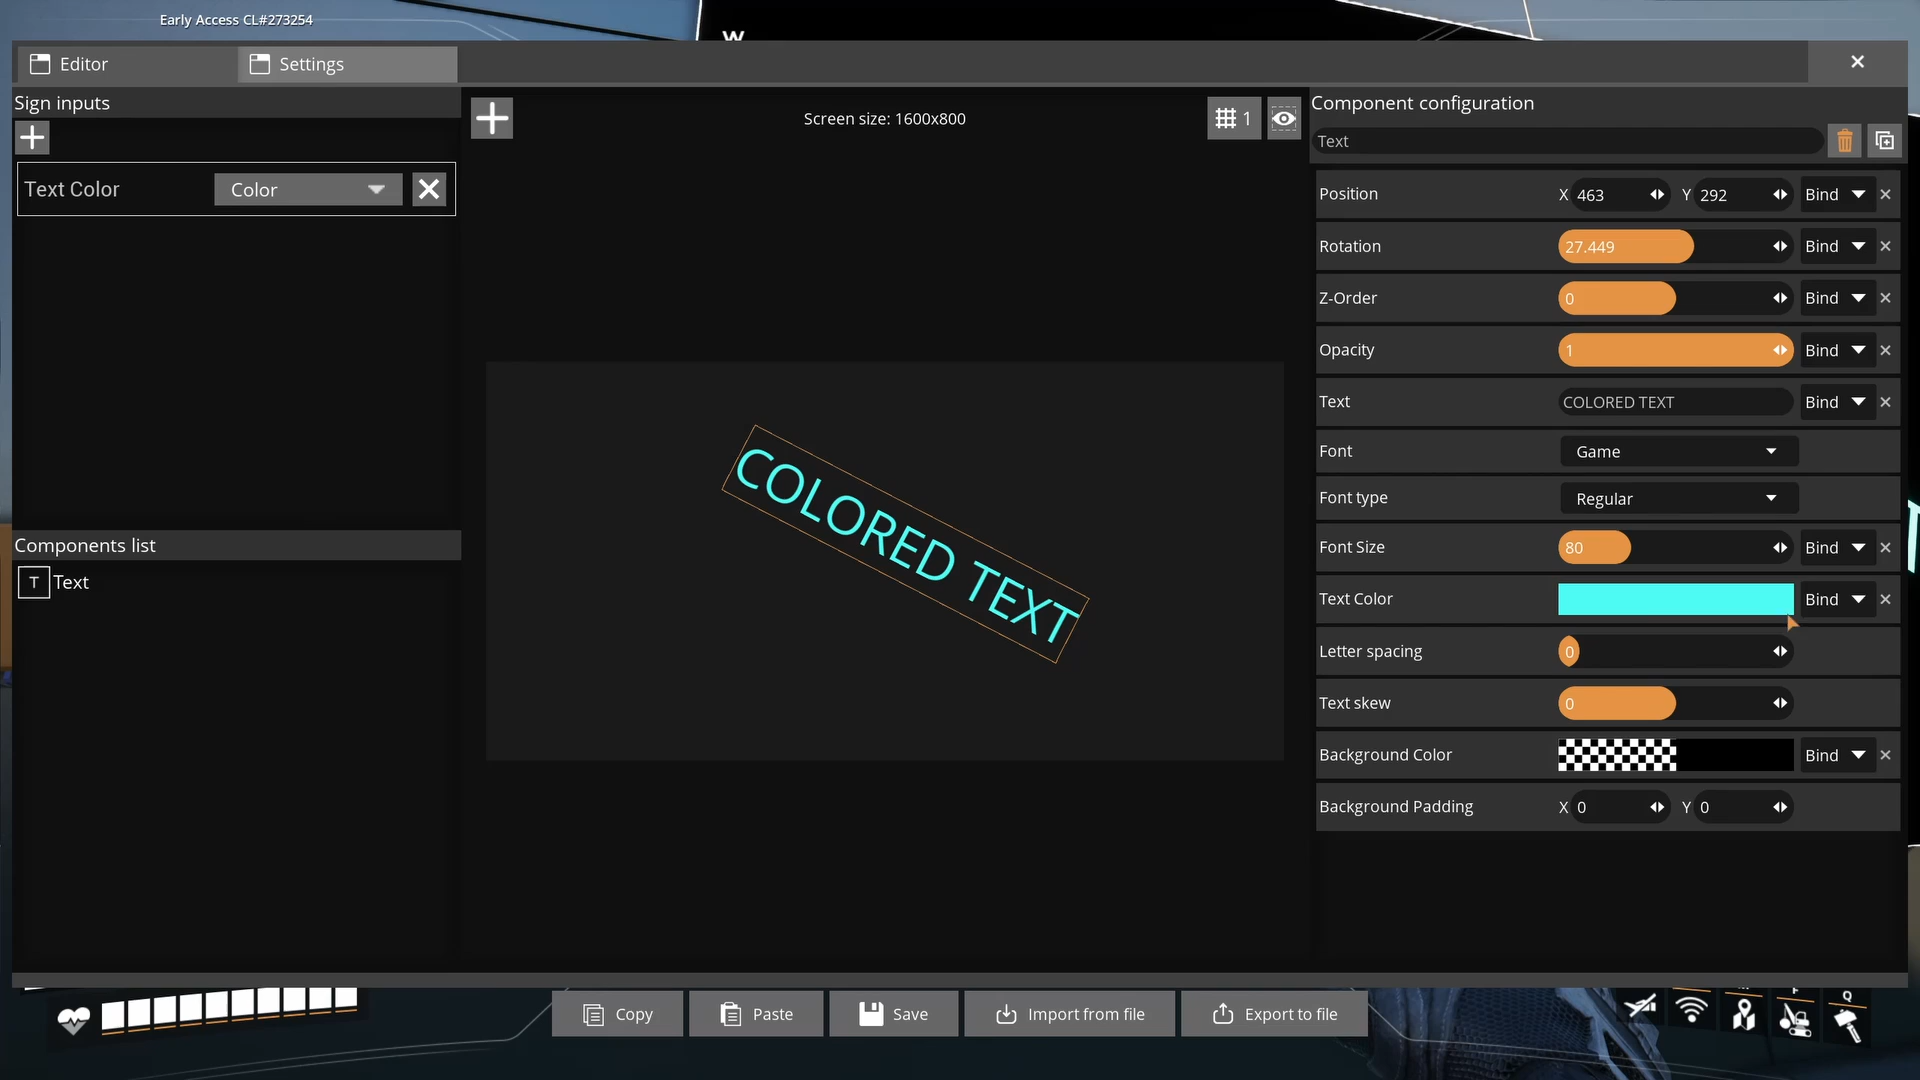 Early Access CL#273254
W
Editor
Settings
Sign inputs
Text Color
Color
Components list
T Text
Screen size: 1600x800
1
COLORED TEXT
Component configuration
Text
Position X 463 Y 292 Bind
Rotation 27.449 Bind
Z-Order 0 Bind
Opacity 1 Bind
Text COLORED TEXT Bind
Font Game
Font type Regular
Font Size 80 Bind
Text Color Bind
Letter spacing 0
Text skew 0
Background Color Bind
Background Padding X 0 Y 0
Copy
Paste
Save
Import from file
Export to file
Q